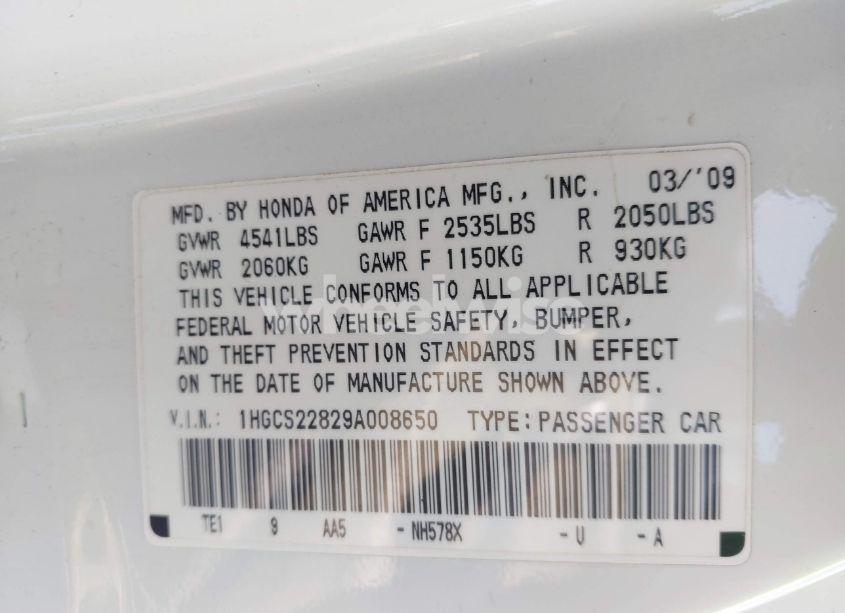 MFD. BY HONDA OF AMERICA MFG., INC. 03/'09
GVWR 4541LBS GAWR F 2535LBS R 2050LBS
GVWR 2060KG GAWR F 1150KG R 930KG
THIS VEHICLE CONFORMS TO ALL APPLICABLE
FEDERAL MOTOR VEHICLE SAFETY, BUMPER,
AND THEFT PREVENTION STANDARDS IN EFFECT
ON THE DATE OF MANUFACTURE SHOWN ABOVE.
V.I.N.: 1HGCS22829A008650 TYPE: PASSENGER CAR
TE1 9 AA5 - NH578X - U - A